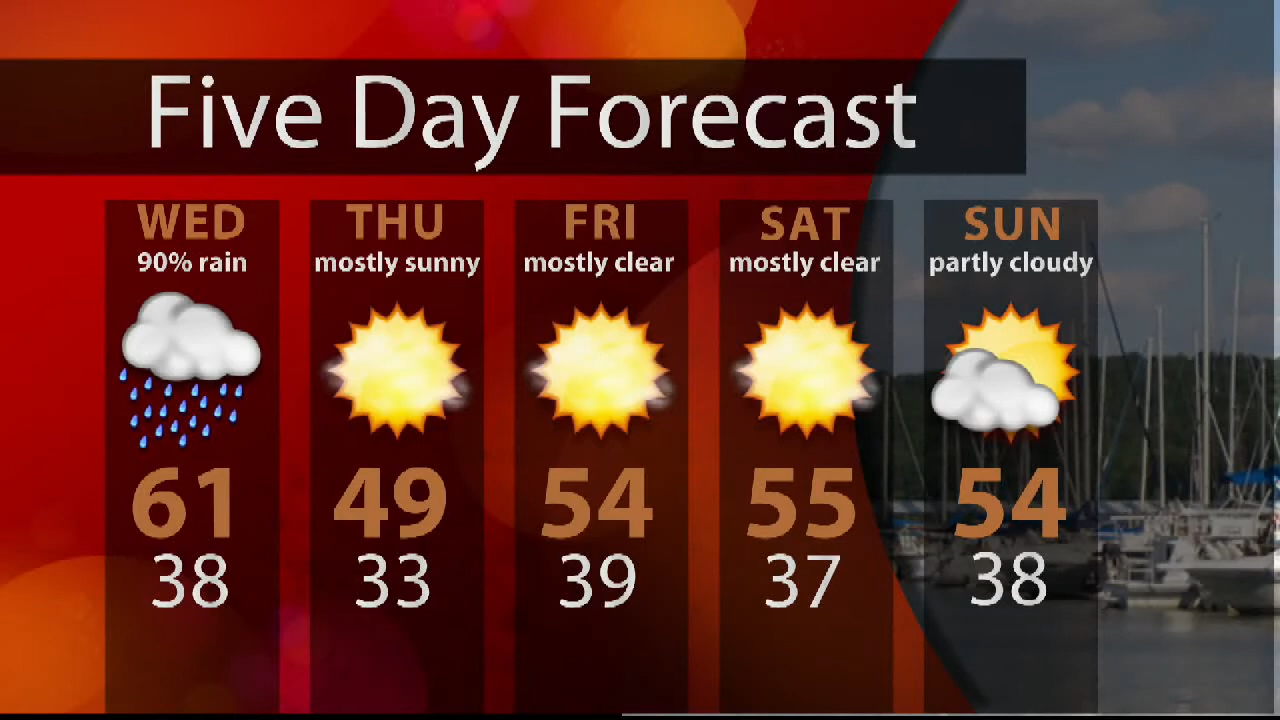 Five Day Forecast
WED THU FRI SAT SUN
90% rain mostly sunny mostly clear mostly clear partly cloudy
61 49 54 55 54
38 33 39 37 38